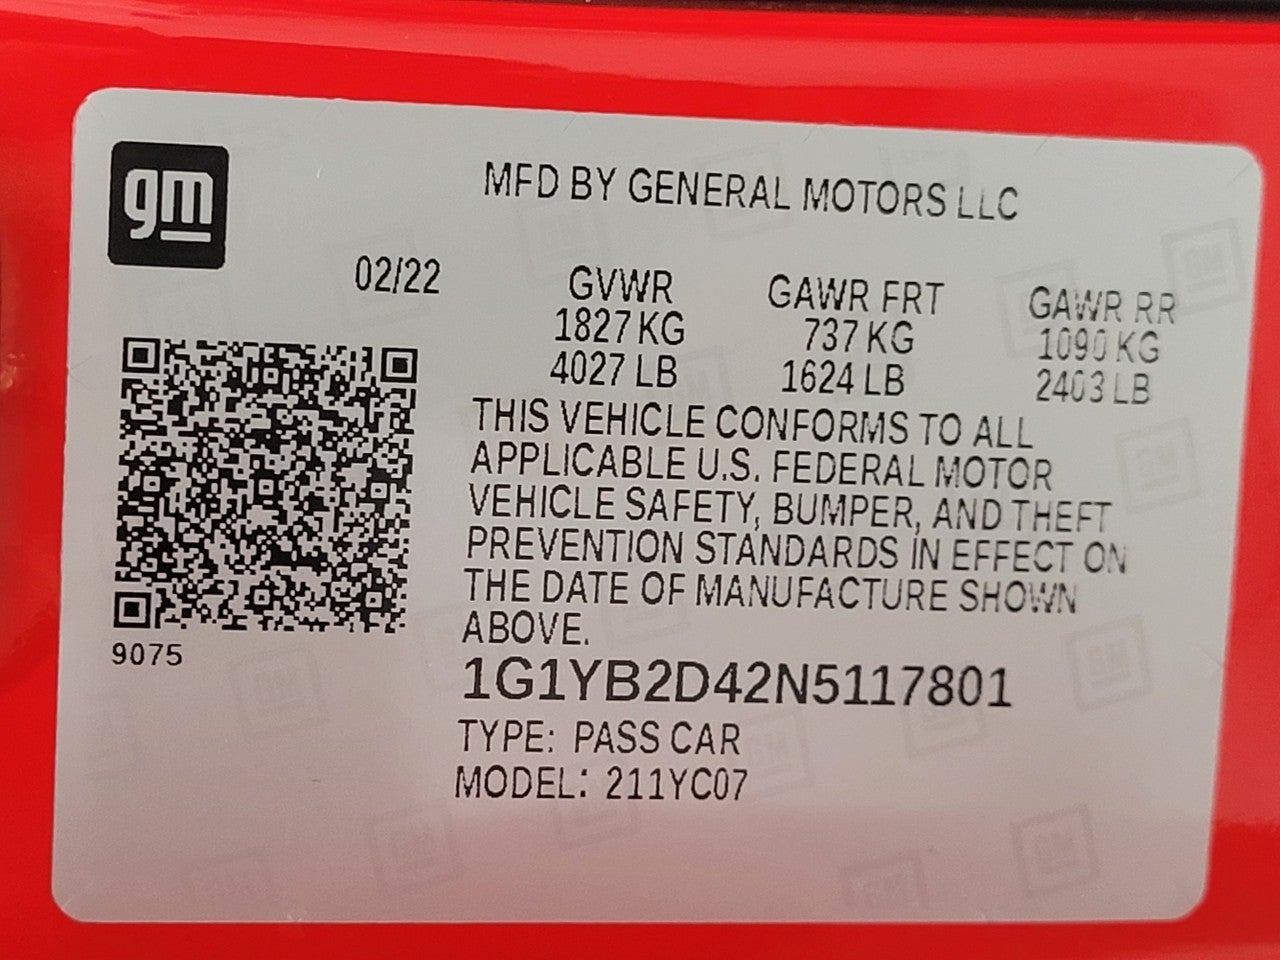 gm
MFD BY GENERAL MOTORS LLC
02/22
GVWR GAWR FRT GAWR RR
1827 KG 737 KG 1090 KG
4027 LB 1624 LB 2403 LB
THIS VEHICLE CONFORMS TO ALL
APPLICABLE U.S. FEDERAL MOTOR
VEHICLE SAFETY, BUMPER, AND THEFT
PREVENTION STANDARDS IN EFFECT ON
THE DATE OF MANUFACTURE SHOWN
ABOVE.
9075
1G1YB2D42N5117801
TYPE: PASS CAR
MODEL: 211YC07